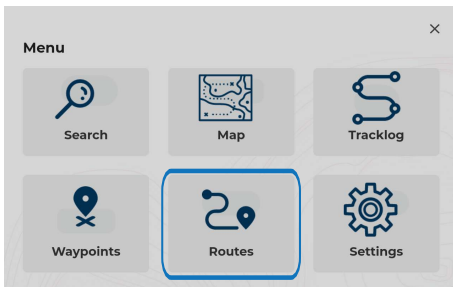 Menu
Search
Map
Tracklog
Waypoints
Routes
Settings